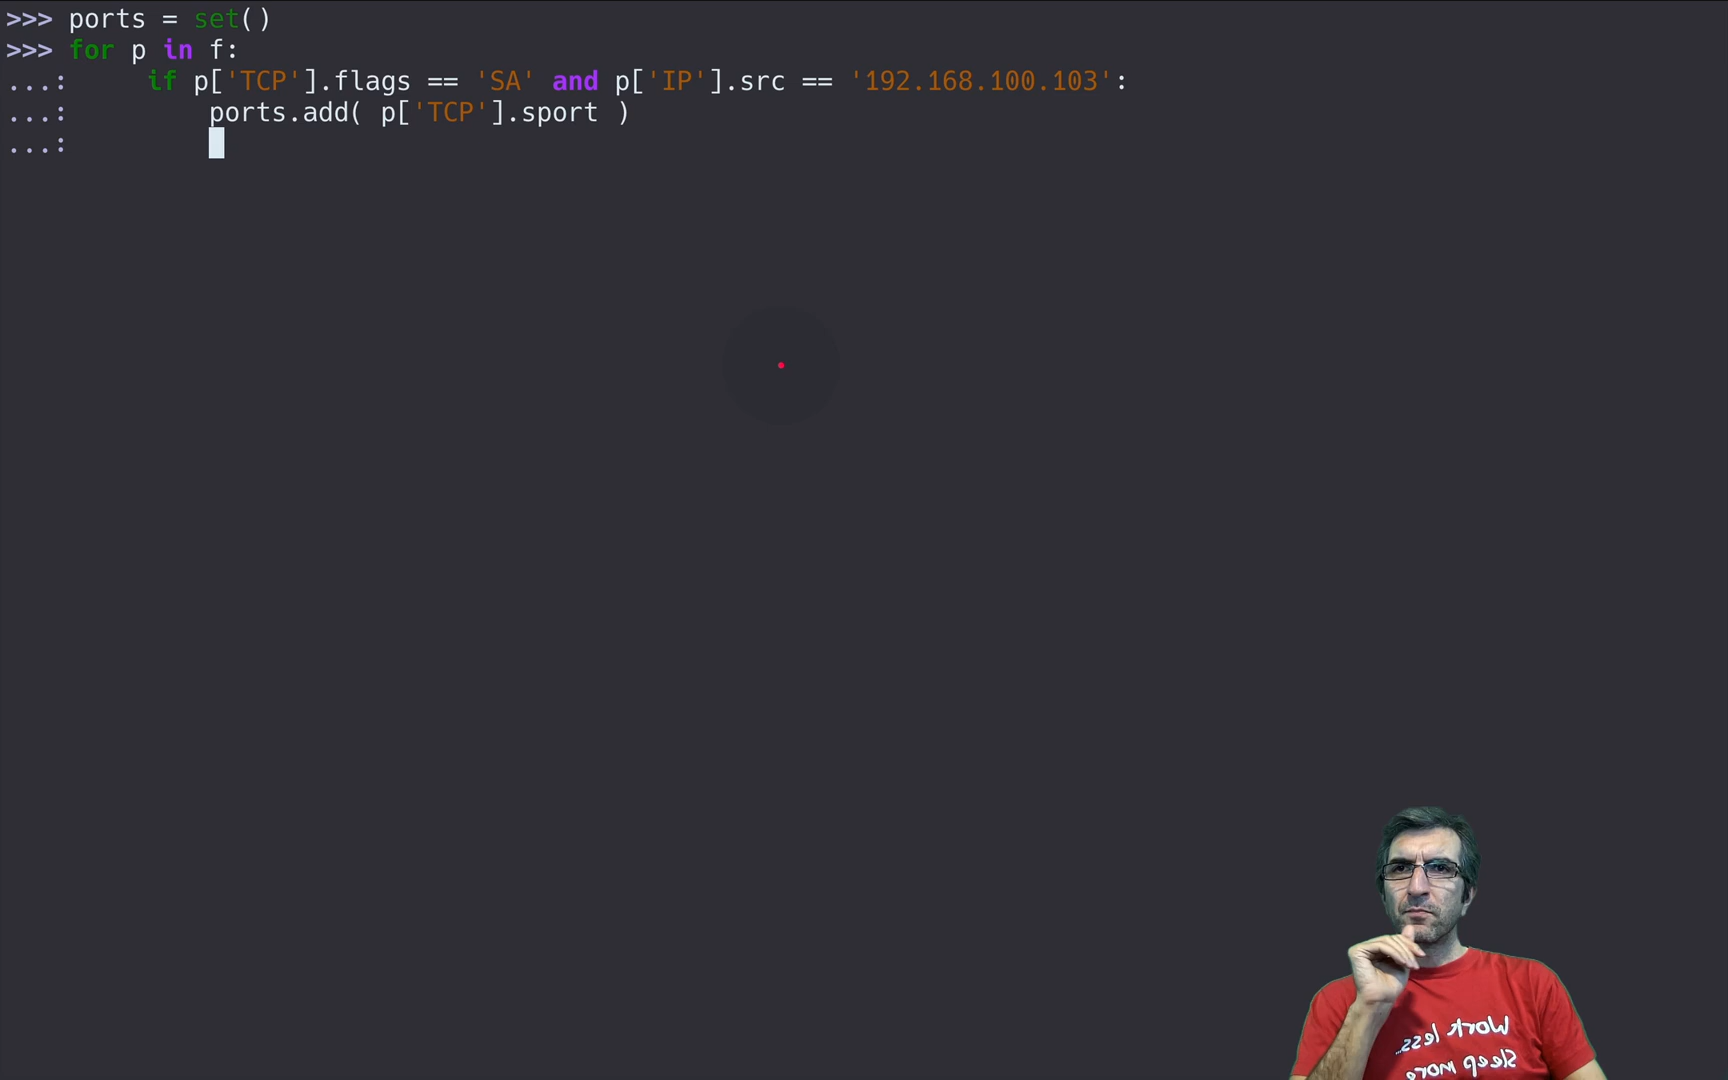 >>> ports = set()
>>> for p in f:
...:     if p['TCP'].flags == 'SA' and p['IP'].src == '192.168.100.103':
...:         ports.add( p['TCP'].sport )
...:
Work less...
Sleep more